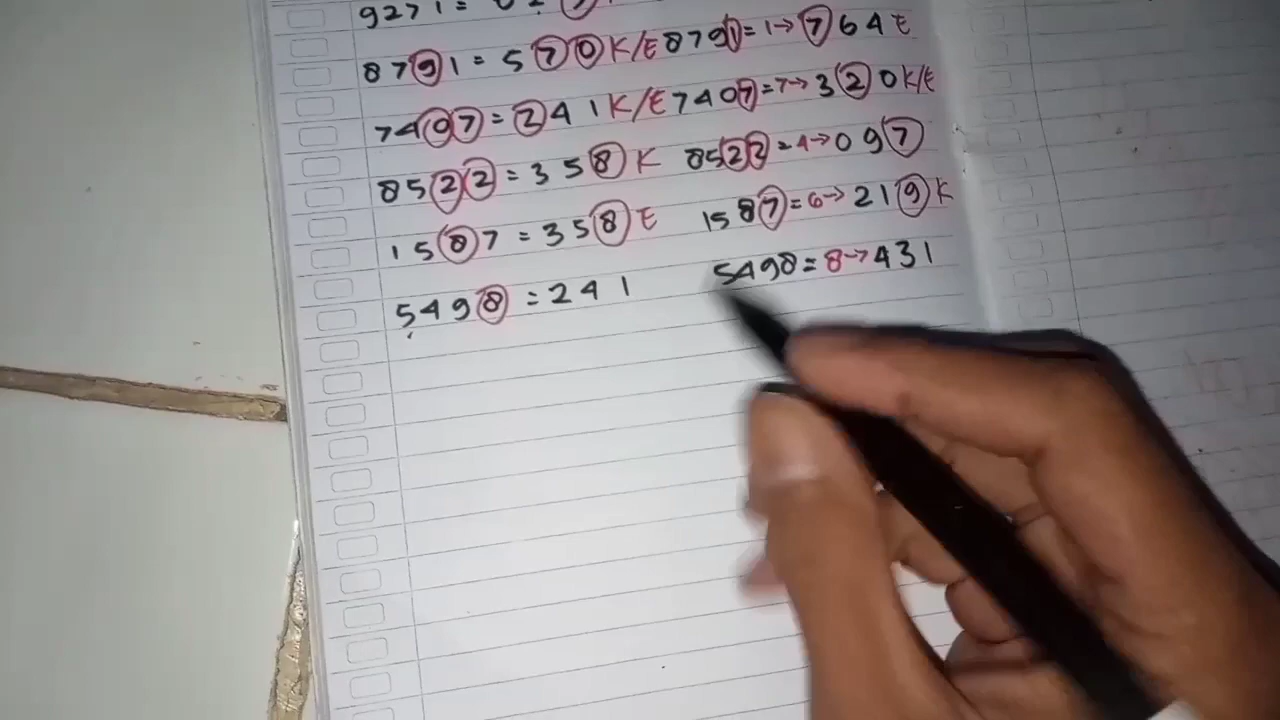 9271 =
8791 = 570 K/E 8791 = 1→ 764 E
7407 = 241 K/E 7407 = 7→ 320 K/E
8522 = 358 K 8522 = 4→ 097
1587 = 358 E 1587 = 6→ 219 K
5498 = 241 5498 = 8→ 431